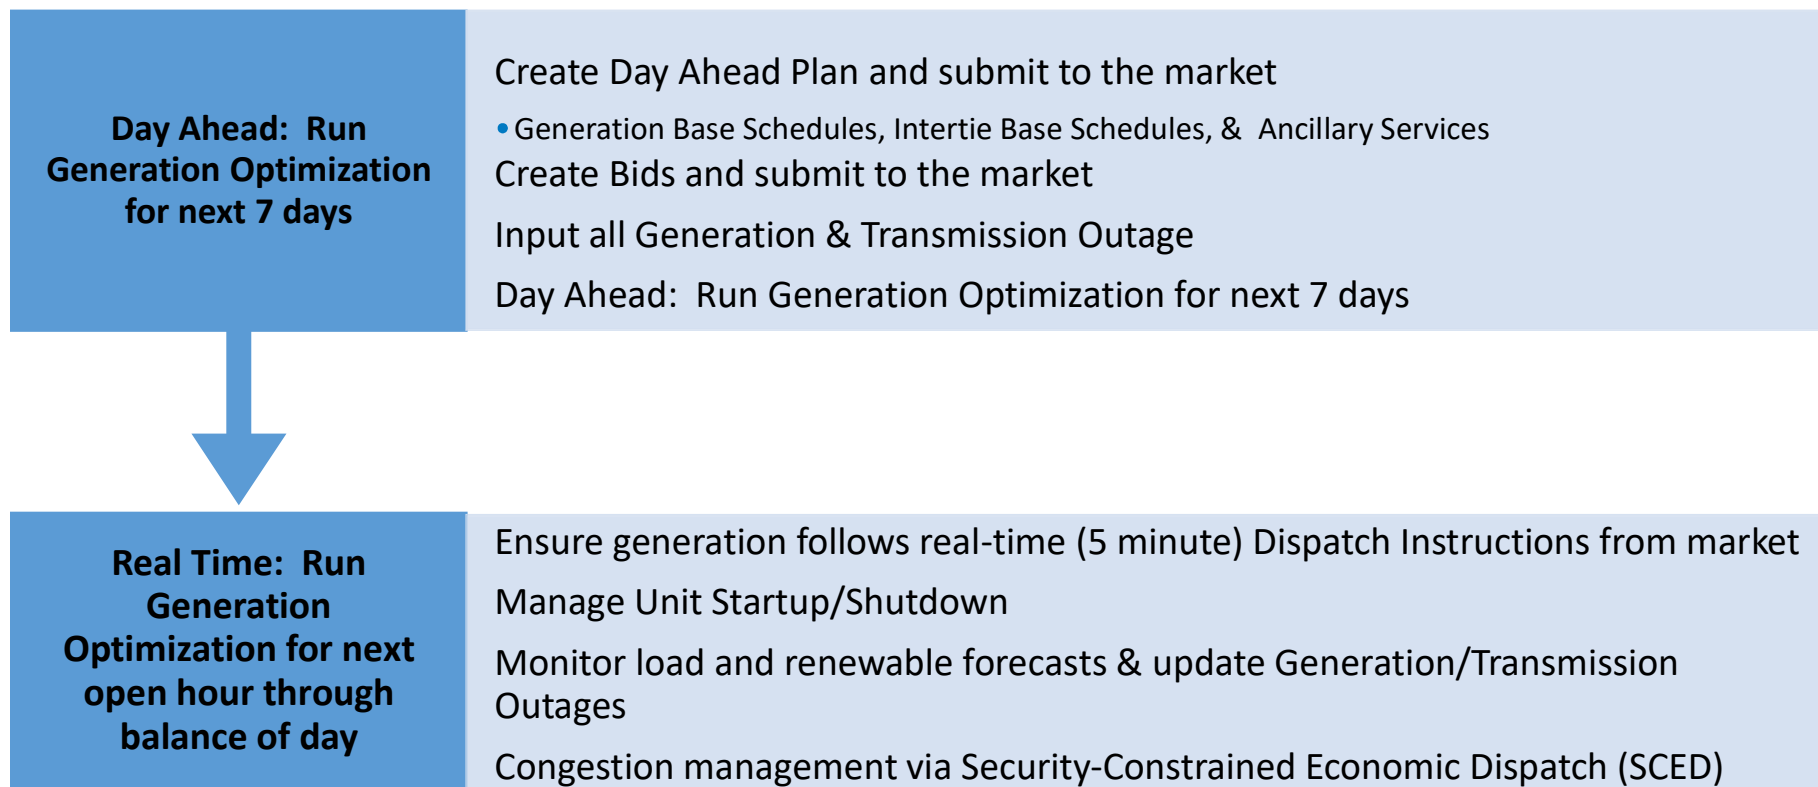 Day Ahead:  Run
Generation Optimization
for next 7 days
Create Day Ahead Plan and submit to the market
•Generation Base Schedules, Intertie Base Schedules, &  Ancillary Services
Create Bids and submit to the market
Input all Generation & Transmission Outage
Day Ahead:  Run Generation Optimization for next 7 days
Real Time:  Run
Generation
Optimization for next
open hour through
balance of day
Ensure generation follows real-time (5 minute) Dispatch Instructions from market
Manage Unit Startup/Shutdown
Monitor load and renewable forecasts & update Generation/Transmission
Outages
Congestion management via Security-Constrained Economic Dispatch (SCED)